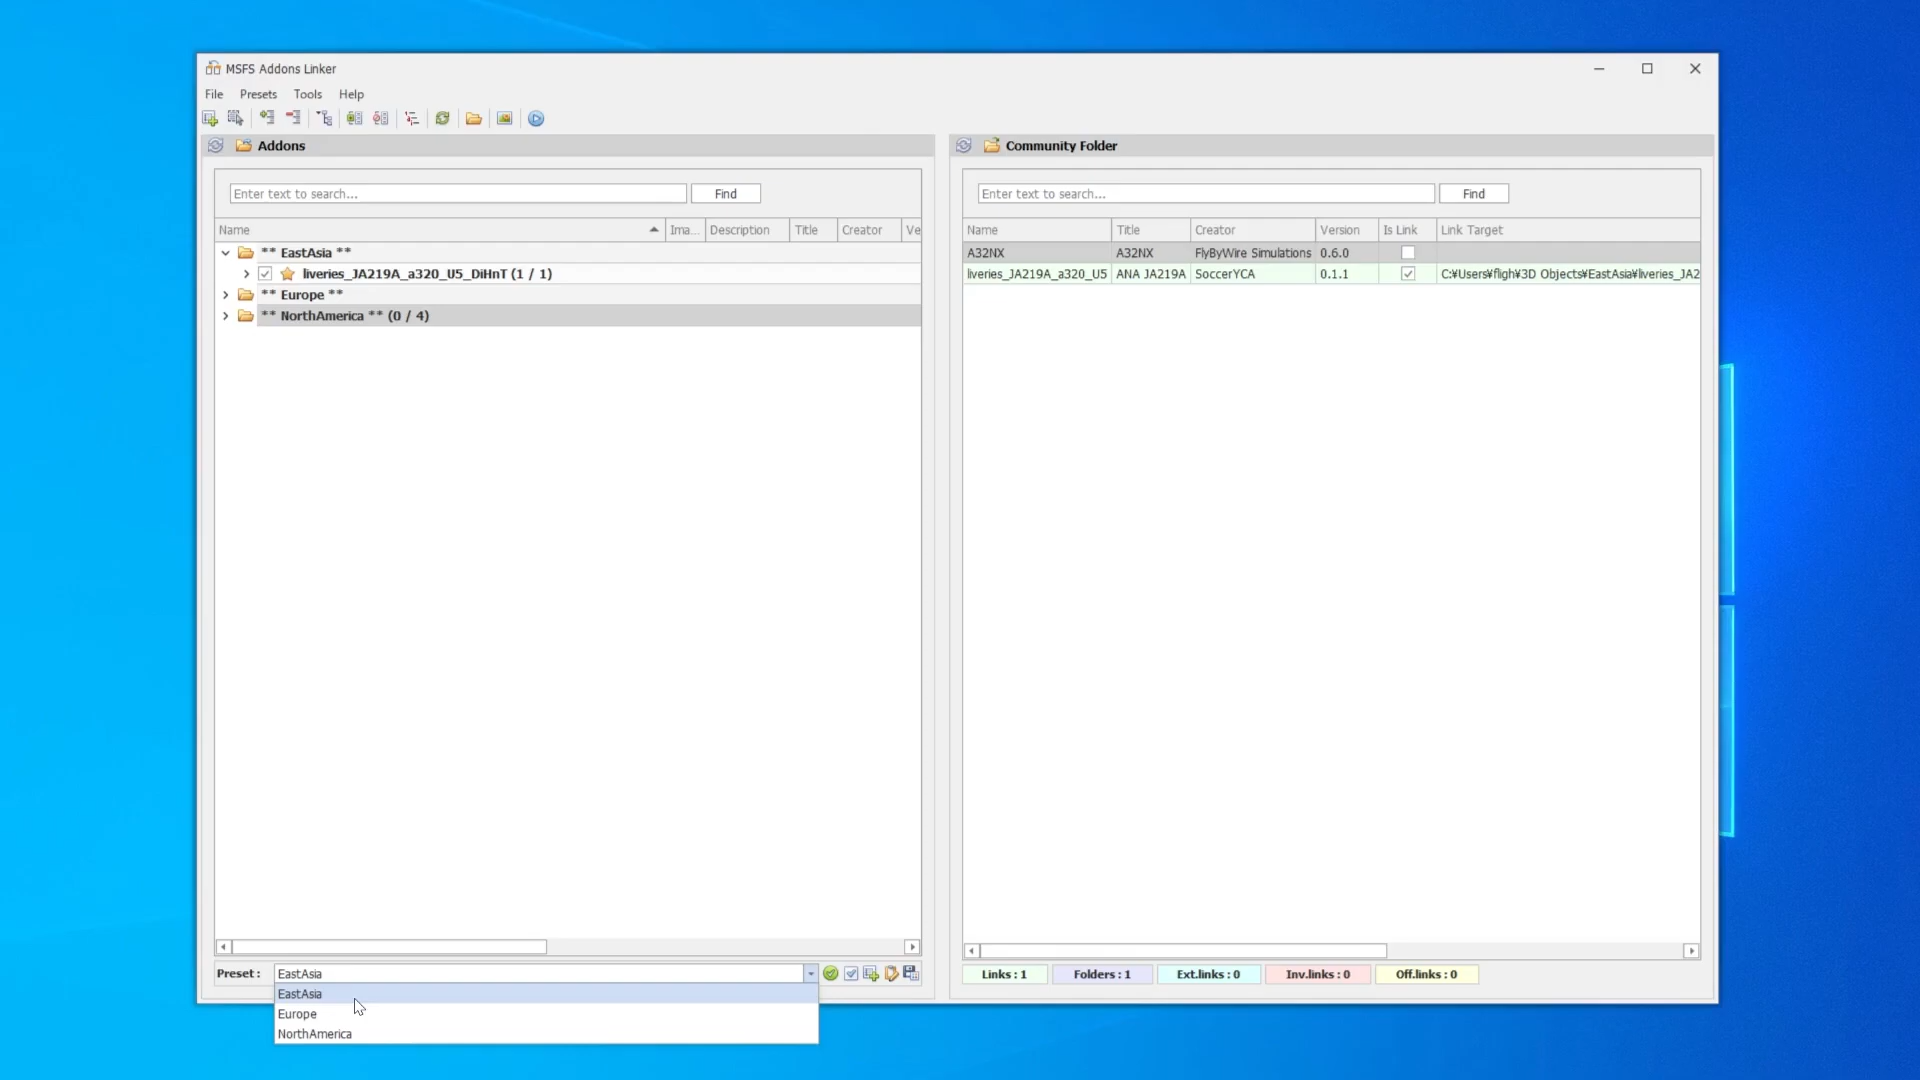 MSFS Addons Linker
File Presets Tools Help
Addons
Enter text to search...
Find
Name Ima... Description Title Creator Ve
** EastAsia **
liveries_JA219A_a320_U5_DiHnT (1 / 1)
** Europe **
** NorthAmerica ** (0 / 4)
Preset : EastAsia
EastAsia
Europe
NorthAmerica
Community Folder
Enter text to search...
Find
Name Title Creator Version Is Link Link Target
A32NX A32NX FlyByWire Simulations 0.6.0
liveries_JA219A_a320_U5 ANA JA219A SoccerYCA 0.1.1 C:¥Users¥fligh¥3D Objects¥EastAsia¥liveries_JA2
Links : 1 Folders : 1 Ext.links : 0 Inv.links : 0 Off.links : 0